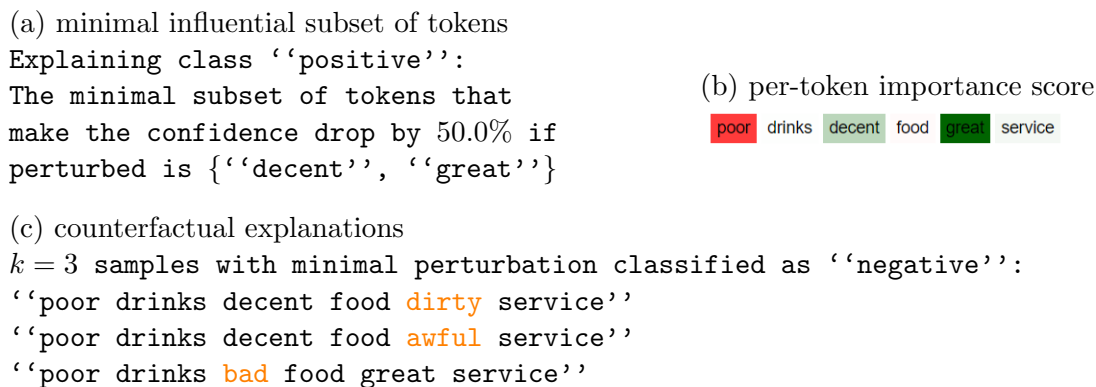 (a) minimal influential subset of tokens
Explaining class ‘‘positive’’:
The minimal subset of tokens that
make the confidence drop by 50.0% if
perturbed is {‘‘decent’’, ‘‘great’’}
(b) per-token importance score
poor drinks decent food great service
(c) counterfactual explanations
k = 3 samples with minimal perturbation classified as ‘‘negative’’:
‘‘poor drinks decent food dirty service’’
‘‘poor drinks decent food awful service’’
‘‘poor drinks bad food great service’’